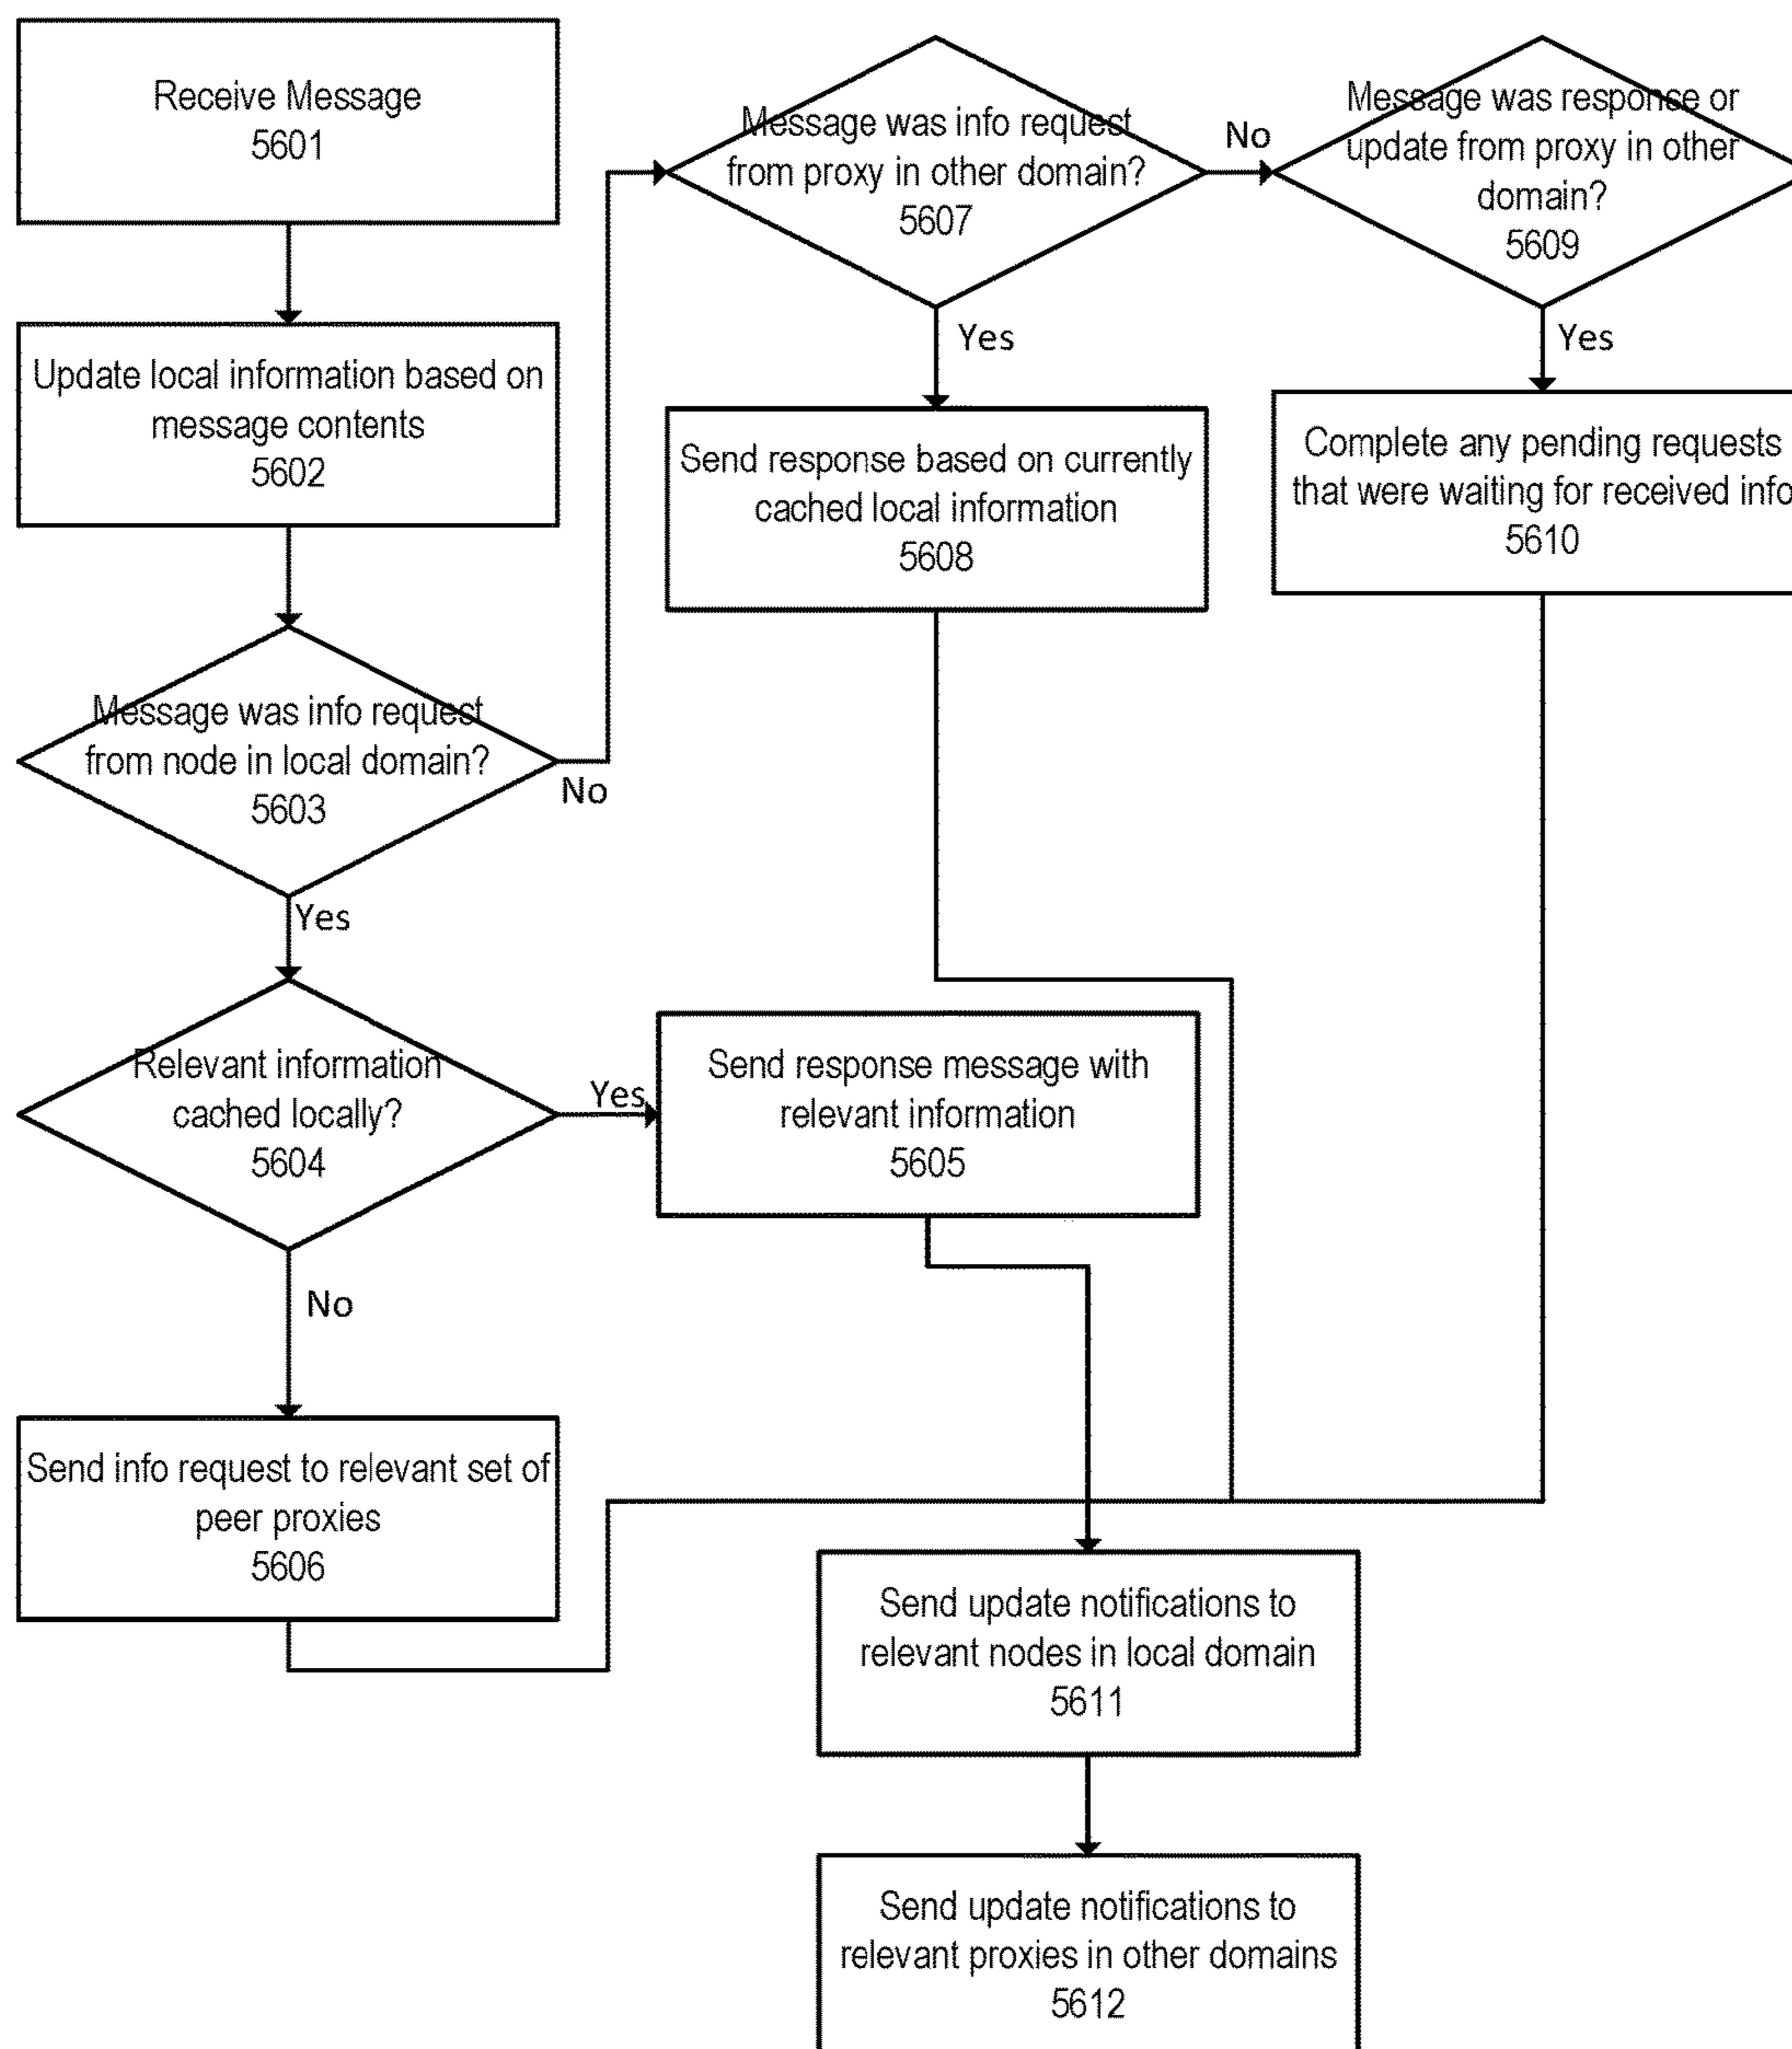 Receive Message
5601
Update local information based on
message contents
5602
Message was info request
from node in local domain?
5603
No
Yes
Relevant information
cached locally?
5604
Yes
No
Send response message with
relevant information
5605
Send info request to relevant set of
peer proxies
5606
Message was info request
from proxy in other domain?
5607
No
Yes
Send response based on currently
cached local information
5608
Message was response or
update from proxy in other
domain?
5609
Yes
Complete any pending requests
that were waiting for received info
5610
Send update notifications to
relevant nodes in local domain
5611
Send update notifications to
relevant proxies in other domains
5612